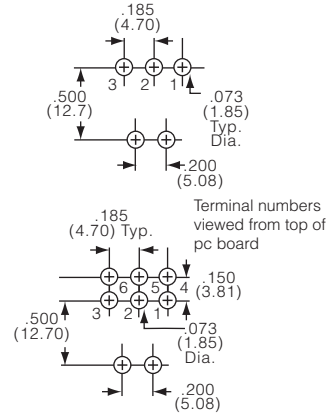 .185
(4.70)
3 2 1
.500
(12.7)
.073
(1.85)
Typ.
Dia.
.200
(5.08)
Terminal numbers
viewed from top of
pc board
.185
(4.70) Typ.
6 5 4
.150
(3.81)
3 2 1
.500
(12.70)
.073
(1.85)
Dia.
.200
(5.08)